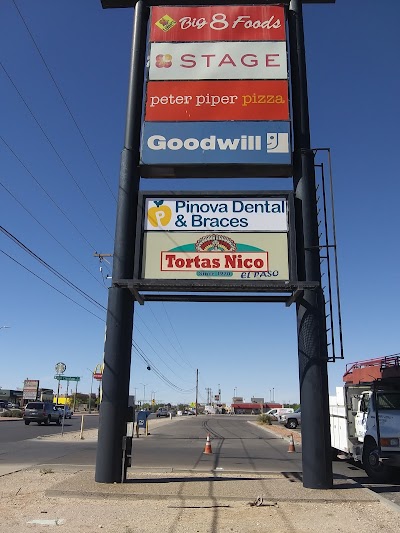 Big 8 Foods
STAGE
peter piper pizza
Goodwill
Pinova Dental
& Braces
Tortas Nico
EL PASO